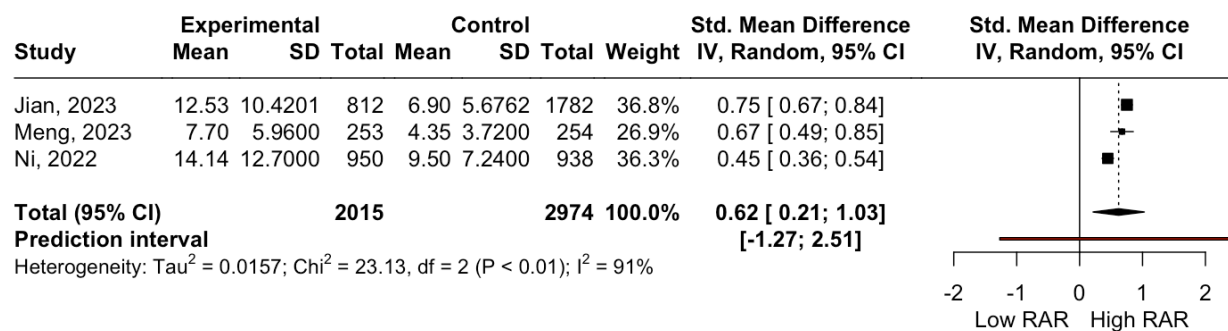 Experimental Control Std. Mean Difference Std. Mean Difference
Study Mean SD Total Mean SD Total Weight IV, Random, 95% CI IV, Random, 95% CI
Jian, 2023 12.53 10.4201 812 6.90 5.6762 1782 36.8% 0.75 [ 0.67; 0.84]
Meng, 2023 7.70 5.9600 253 4.35 3.7200 254 26.9% 0.67 [ 0.49; 0.85]
Ni, 2022 14.14 12.7000 950 9.50 7.2400 938 36.3% 0.45 [ 0.36; 0.54]
Total (95% CI) 2015 2974 100.0% 0.62 [ 0.21; 1.03]
Prediction interval [-1.27; 2.51]
Heterogeneity: Tau² = 0.0157; Chi² = 23.13, df = 2 (P < 0.01); I² = 91%
-2 -1 0 1 2
Low RAR High RAR